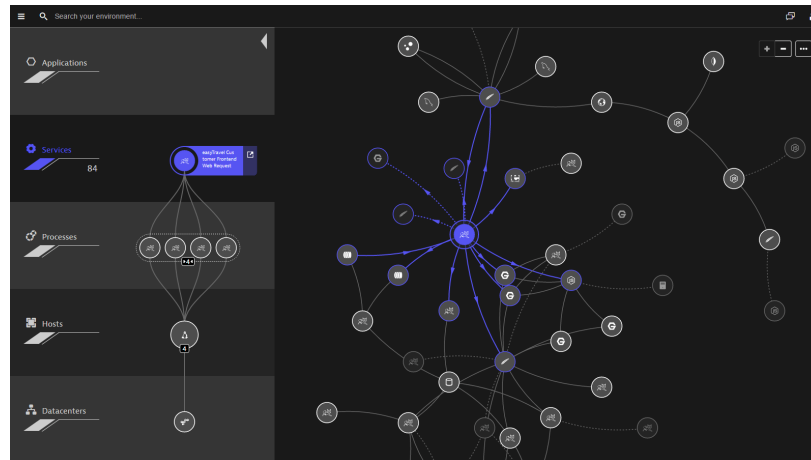 Search your environment...
Applications
Services
84
easyTravel Cus
tomer Frontend
Web Request
Processes
4
Hosts
4
Datacenters